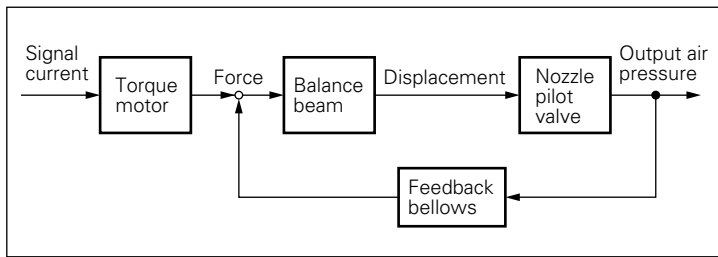 Signal
current
Torque
motor
Force
Balance
beam
Displacement
Nozzle
pilot
valve
Output air
pressure
Feedback
bellows